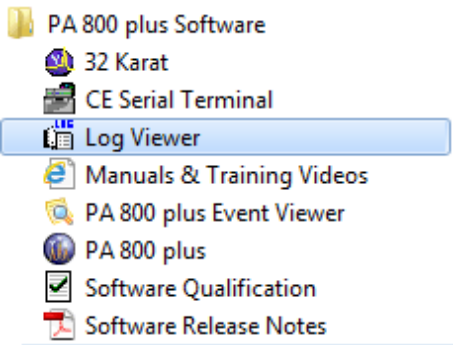 PA 800 plus Software
32 Karat
CE Serial Terminal
LOG
Log Viewer
Manuals & Training Videos
PA 800 plus Event Viewer
PA 800 plus
Software Qualification
Software Release Notes